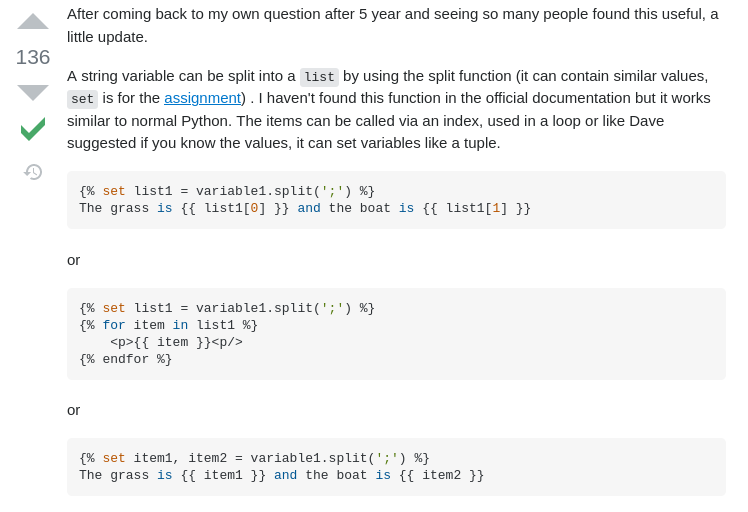 After coming back to my own question after 5 year and seeing so many people found this useful, a
little update.
136
A string variable can be split into a list by using the split function (it can contain similar values,
set is for the assignment) . I haven't found this function in the official documentation but it works
similar to normal Python. The items can be called via an index, used in a loop or like Dave
suggested if you know the values, it can set variables like a tuple.
{% set list1 = variable1.split(';') %}
The grass is {{ list1[0] }} and the boat is {{ list1[1] }}
or
{% set list1 = variable1.split(';') %}
{% for item in list1 %}
    <p>{{ item }}<p/>
{% endfor %}
or
{% set item1, item2 = variable1.split(';') %}
The grass is {{ item1 }} and the boat is {{ item2 }}